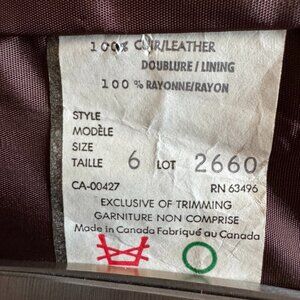 100% CUIR/LEATHER
DOUBLURE/LINING
100% RAYONNE/RAYON
STYLE
MODÈLE
SIZE
TAILLE 6 LOT 2660
CA-00427 RN 63496
EXCLUSIVE OF TRIMMING
GARNITURE NON COMPRISE
Made in Canada Fabriqué au Canada